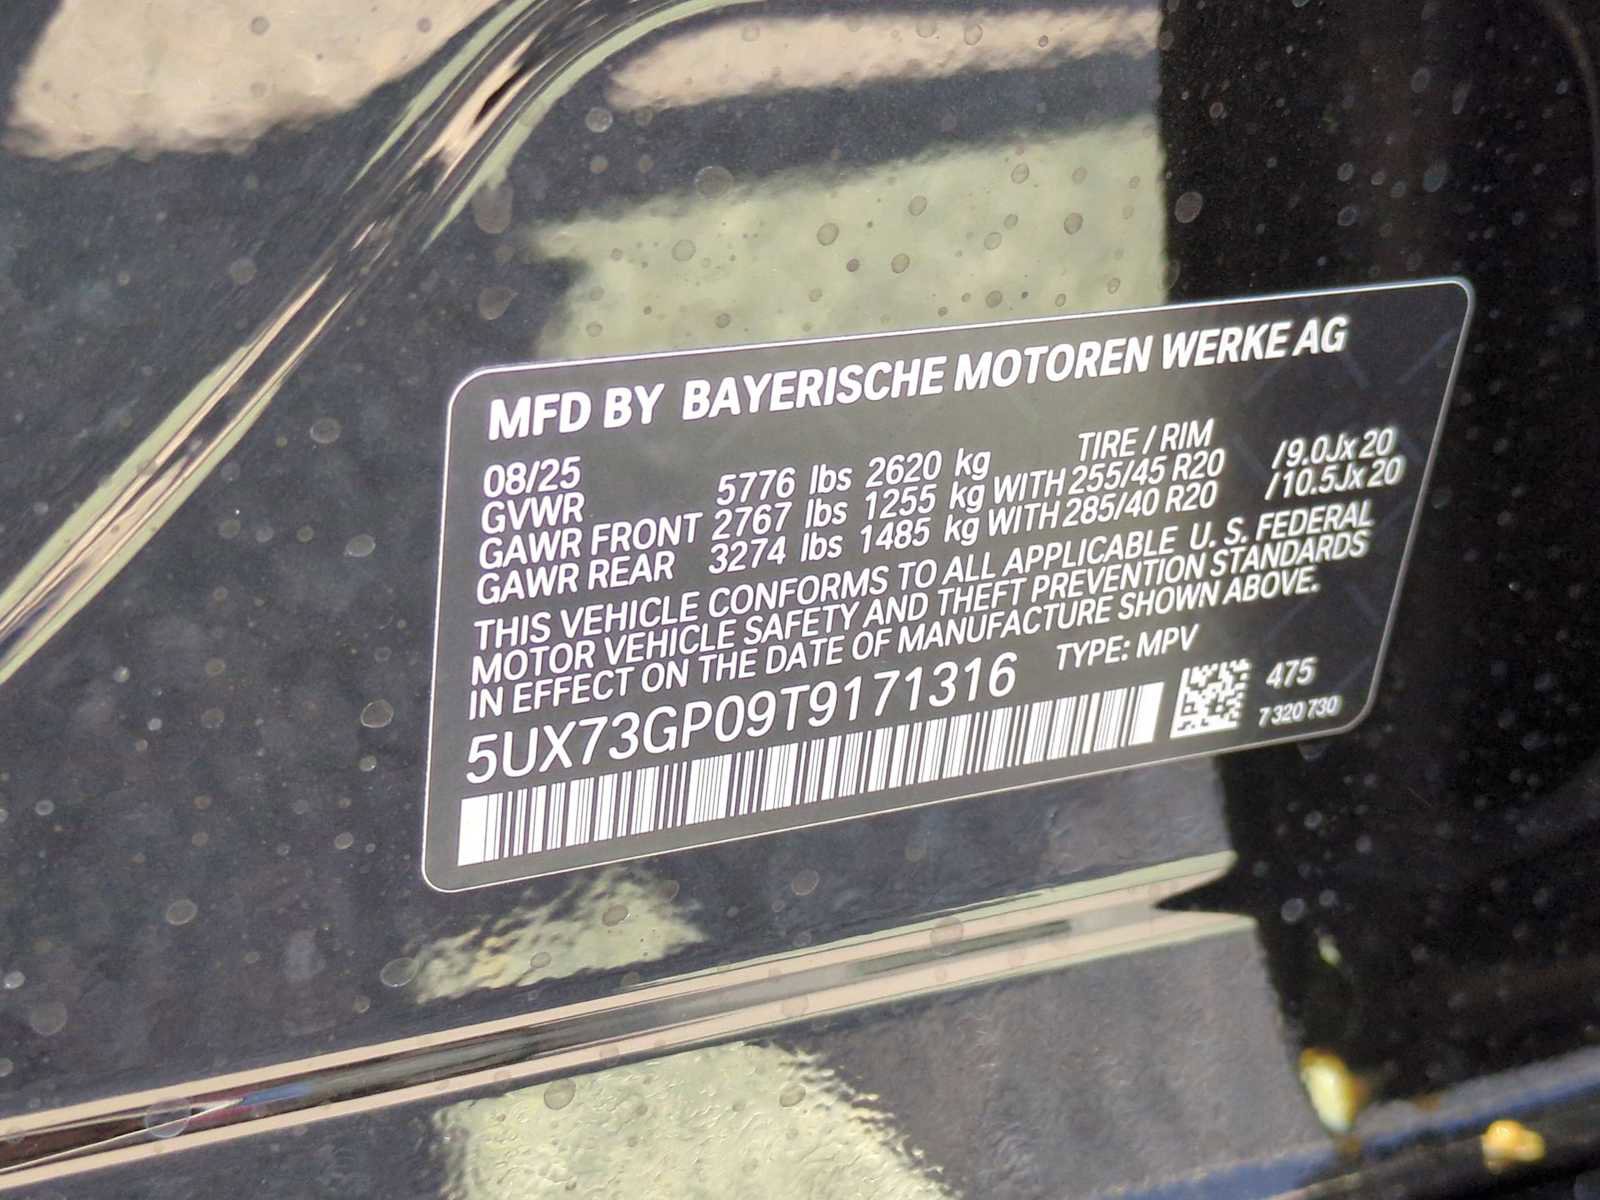 MFD BY BAYERISCHE MOTOREN WERKE AG
08/25 TIRE / RIM
GVWR 5776 lbs 2620 kg
GAWR FRONT 2767 lbs 1255 kg WITH 255/45 R20 /9.0Jx 20
GAWR REAR 3274 lbs 1485 kg WITH 285/40 R20 /10.5Jx 20
THIS VEHICLE CONFORMS TO ALL APPLICABLE U. S. FEDERAL
MOTOR VEHICLE SAFETY AND THEFT PREVENTION STANDARDS
IN EFFECT ON THE DATE OF MANUFACTURE SHOWN ABOVE.
5UX73GP09T9171316 TYPE: MPV
475
7 320 730